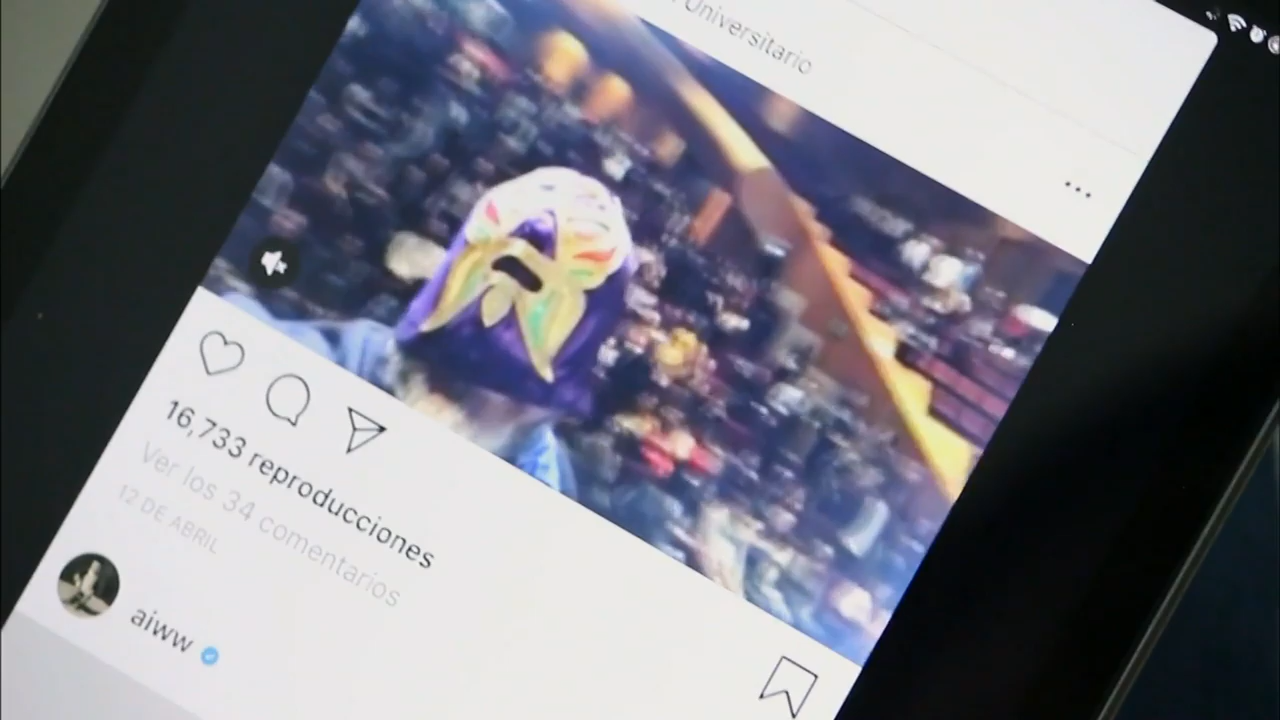 Universitario
16,733 reproducciones
Ver los 34 comentarios
12 DE ABRIL
aiww